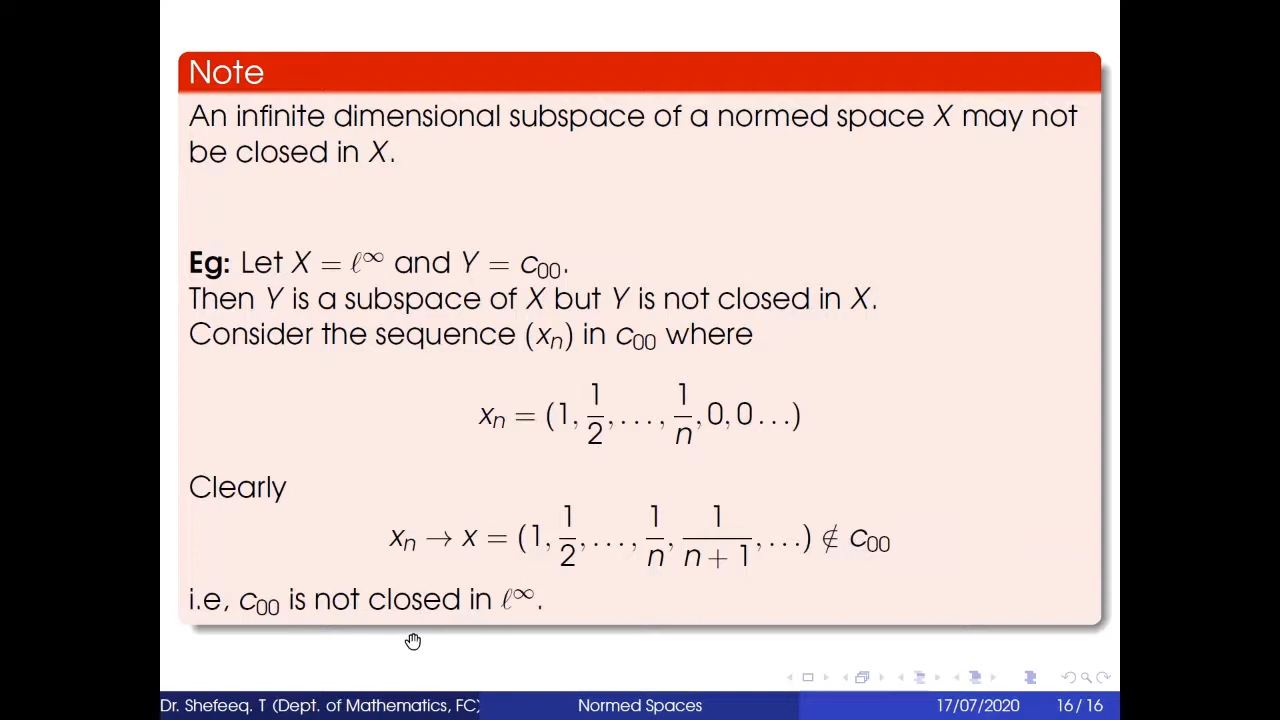 Note
An infinite dimensional subspace of a normed space X may not
be closed in X.
Eg: Let X = ℓ∞ and Y = c₀₀.
Then Y is a subspace of X but Y is not closed in X.
Consider the sequence (xₙ) in c₀₀ where
xₙ = (1, 1/2, . . . , 1/n, 0, 0 . . .)
Clearly
xₙ → x = (1, 1/2, . . . , 1/n, 1/(n + 1), . . .) ∉ c₀₀
i.e, c₀₀ is not closed in ℓ∞.
Dr. Shefeeq. T (Dept. of Mathematics, FC) Normed Spaces 17/07/2020 16 / 16